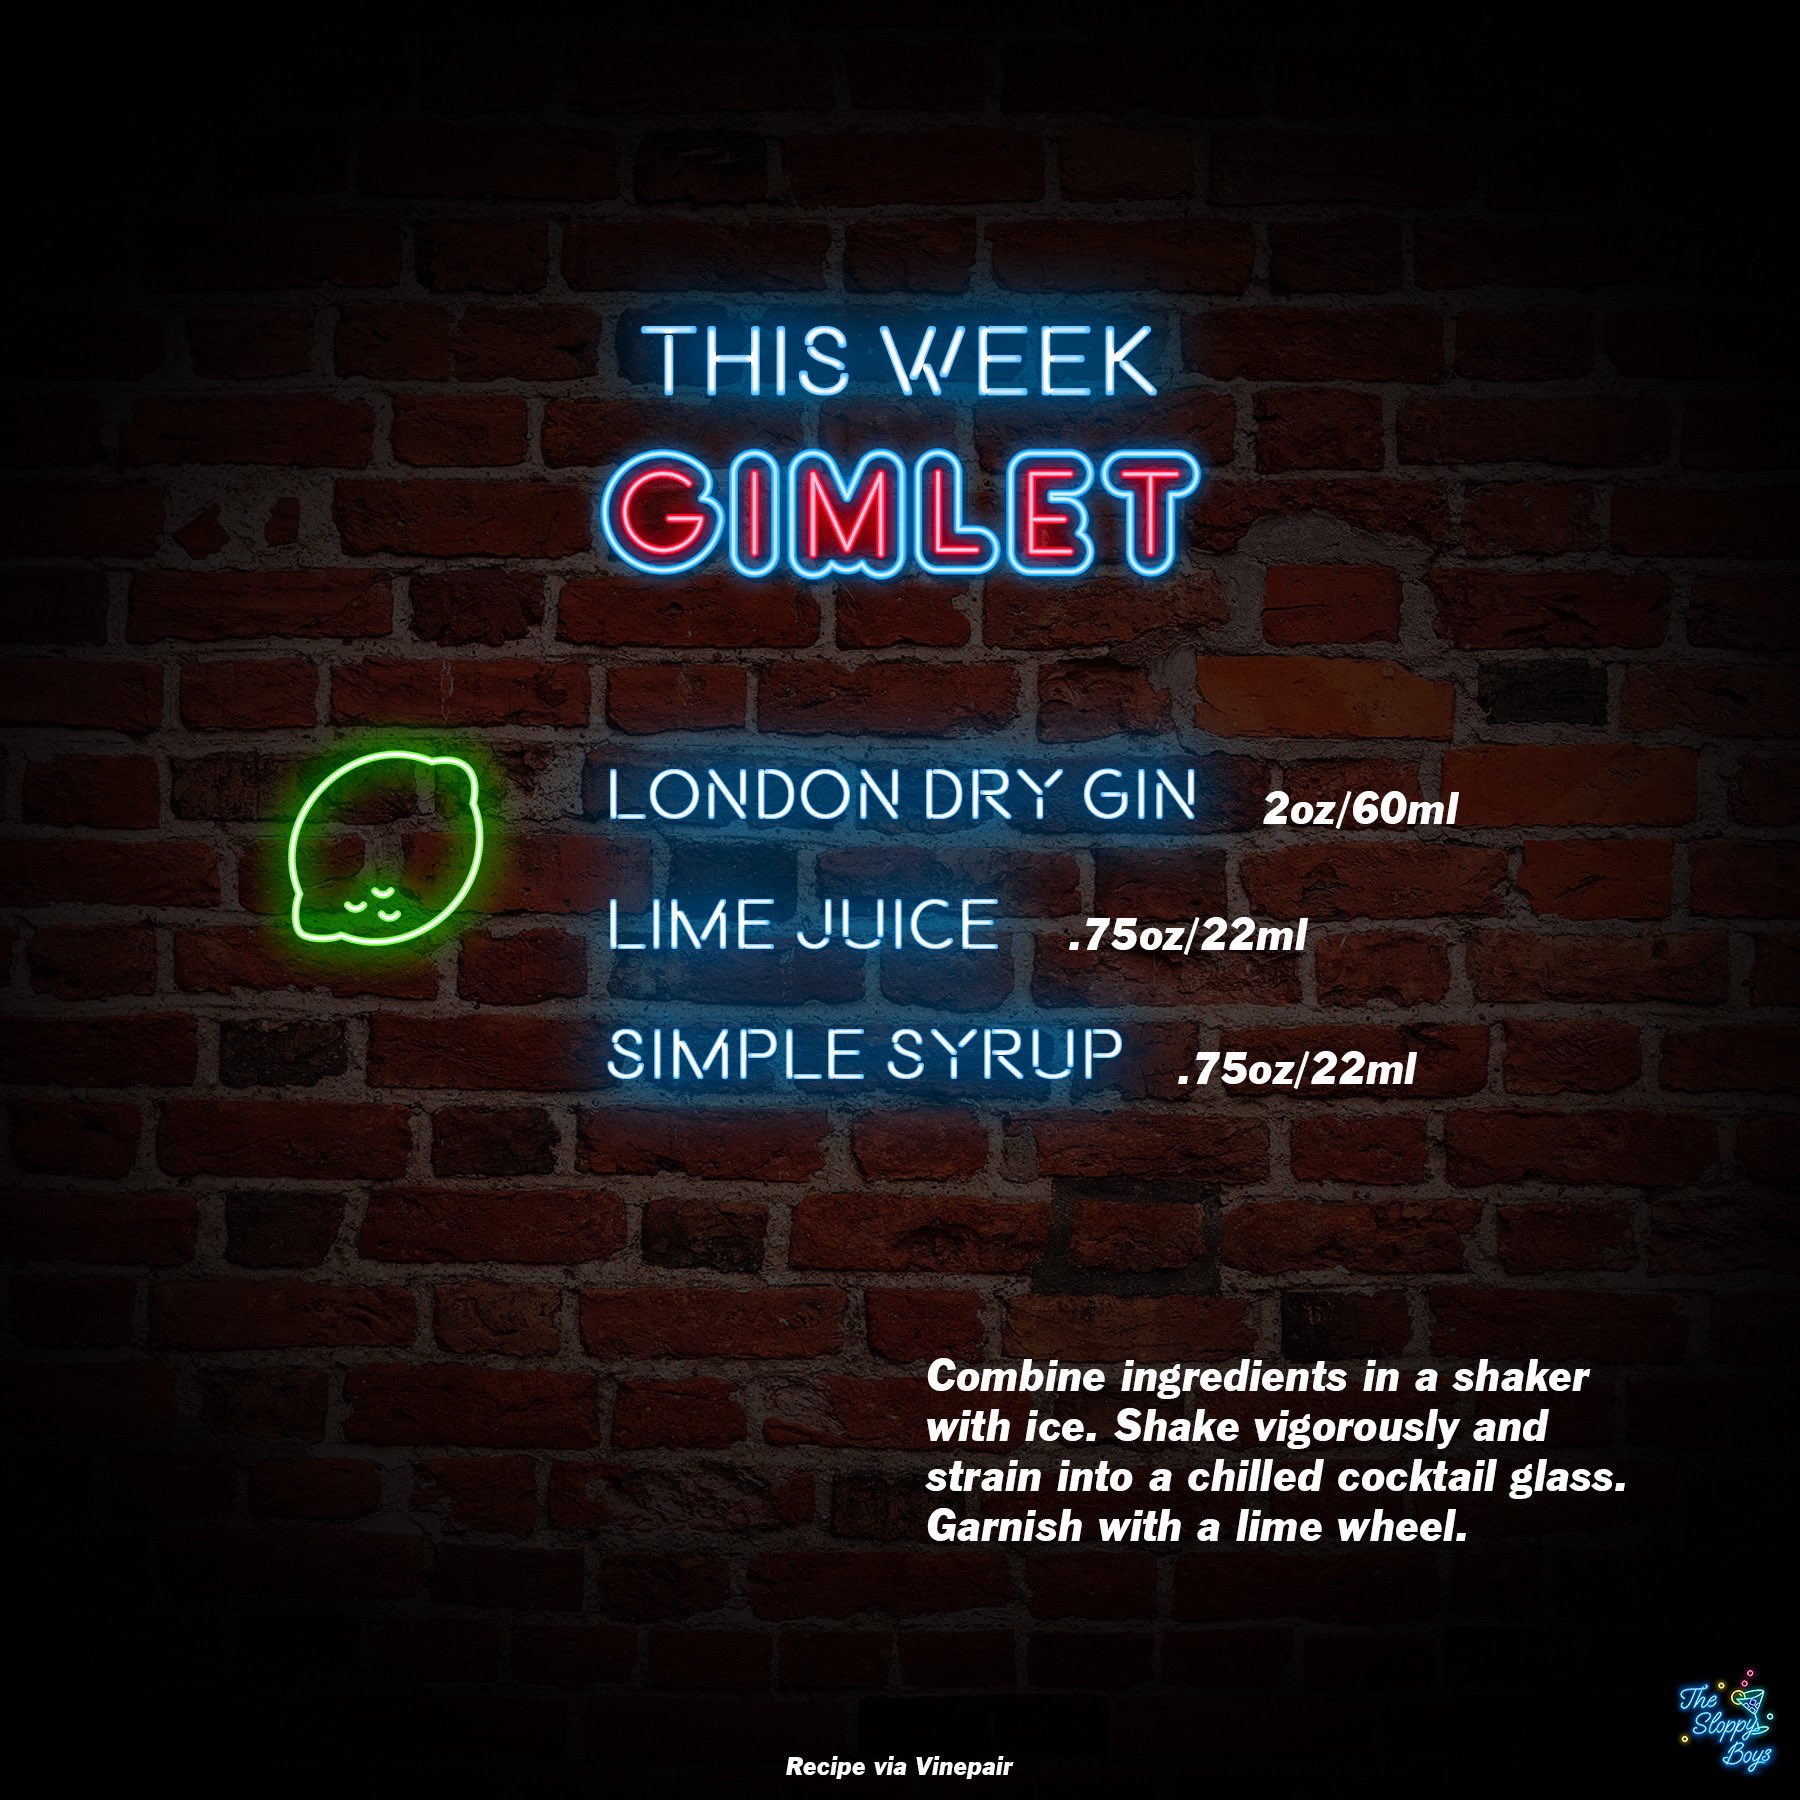 THIS WEEK
GIMLET
LONDON DRY GIN 2oz/60ml
LIME JUICE .75oz/22ml
SIMPLE SYRUP .75oz/22ml
Combine ingredients in a shaker
with ice. Shake vigorously and
strain into a chilled cocktail glass.
Garnish with a lime wheel.
The
Sloppy
Boys
Recipe via Vinepair